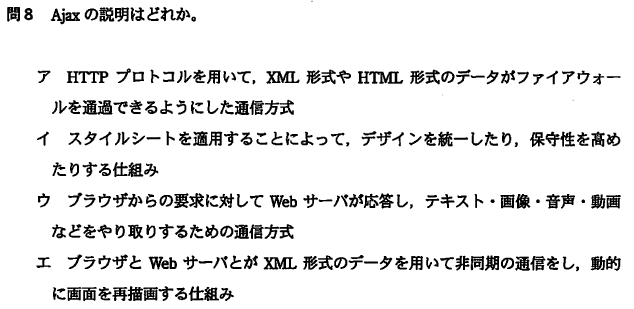 問8 Ajax の説明はどれか。
ア HTTP プロトコルを用いて，XML 形式や HTML 形式のデータがファイアウォー
ルを通過できるようにした通信方式
イ スタイルシートを適用することによって，デザインを統一したり，保守性を高め
たりする仕組み
ウ ブラウザからの要求に対して Web サーバが応答し，テキスト・画像・音声・動画
などをやり取りするための通信方式
エ ブラウザと Web サーバとが XML 形式のデータを用いて非同期の通信をし，動的
に画面を再描画する仕組み